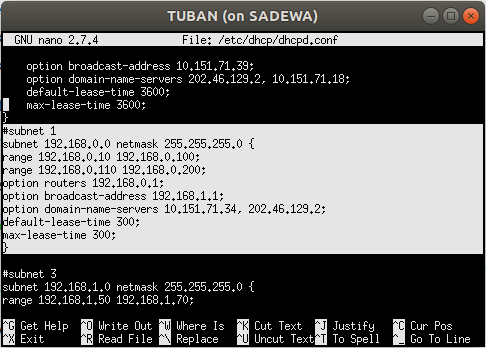 TUBAN (on SADEWA)
GNU nano 2.7.4 File: /etc/dhcp/dhcpd.conf
option broadcast-address 10.151.71.39;
option domain-name-servers 202.46.129.2, 10.151.71.18;
default-lease-time 3600;
max-lease-time 3600;
}
#subnet 1
subnet 192.168.0.0 netmask 255.255.255.0 {
range 192.168.0.10 192.168.0.100;
range 192.168.0.110 192.168.0.200;
option routers 192.168.0.1;
option broadcast-address 192.168.1.1;
option domain-name-servers 10.151.71.34, 202.46.129.2;
default-lease-time 300;
max-lease-time 300;
}
#subnet 3
subnet 192.168.1.0 netmask 255.255.255.0 {
range 192.168.1.50 192.168.1.70;
^G Get Help ^O Write Out ^W Where Is ^K Cut Text ^J Justify ^C Cur Pos
^X Exit ^R Read File ^\ Replace ^U Uncut Text ^T To Spell ^_ Go To Line